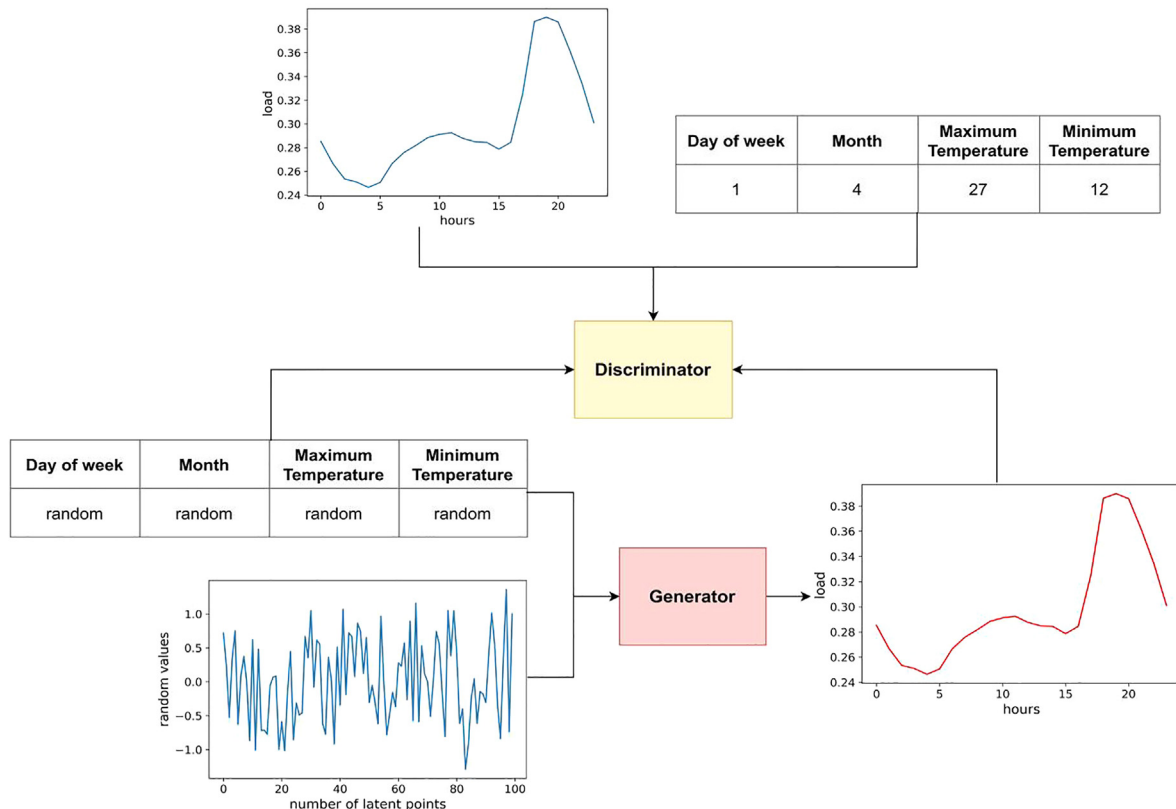 0.38
0.36
0.34
0.32
0.30
0.28
0.26
0.24
load
0 5 10 15 20
hours
Day of week Month Maximum Temperature Minimum Temperature
1 4 27 12
Discriminator
Day of week Month Maximum Temperature Minimum Temperature
random random random random
Generator
1.0
0.5
0.0
−0.5
−1.0
random values
0 20 40 60 80 100
number of latent points
0.38
0.36
0.34
0.32
0.30
0.28
0.26
0.24
load
0 5 10 15 20
hours